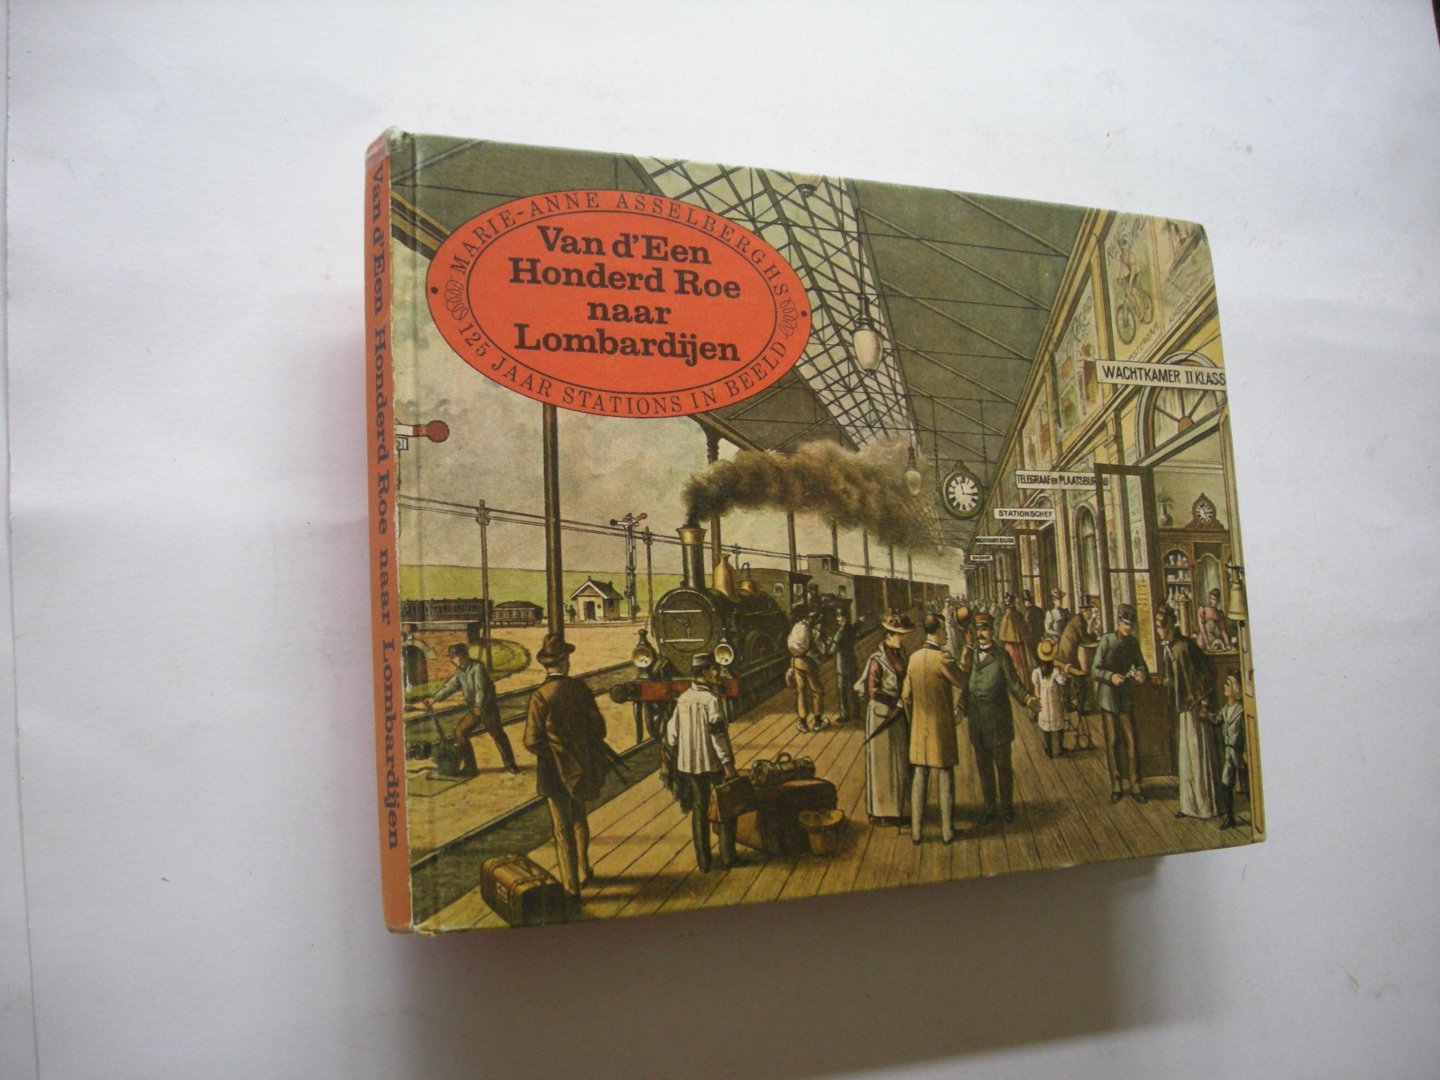 Van d'Een Honderd Roe naar Lombardijen
MARIE-ANNE ASSELBERGHS
Van d'Een
Honderd Roe
naar
Lombardijen
125 JAAR STATIONS IN BEELD
WACHTKAMER II KLASS
TELEGRAAF EN PLAATSBUREAU
STATIONSCHEF